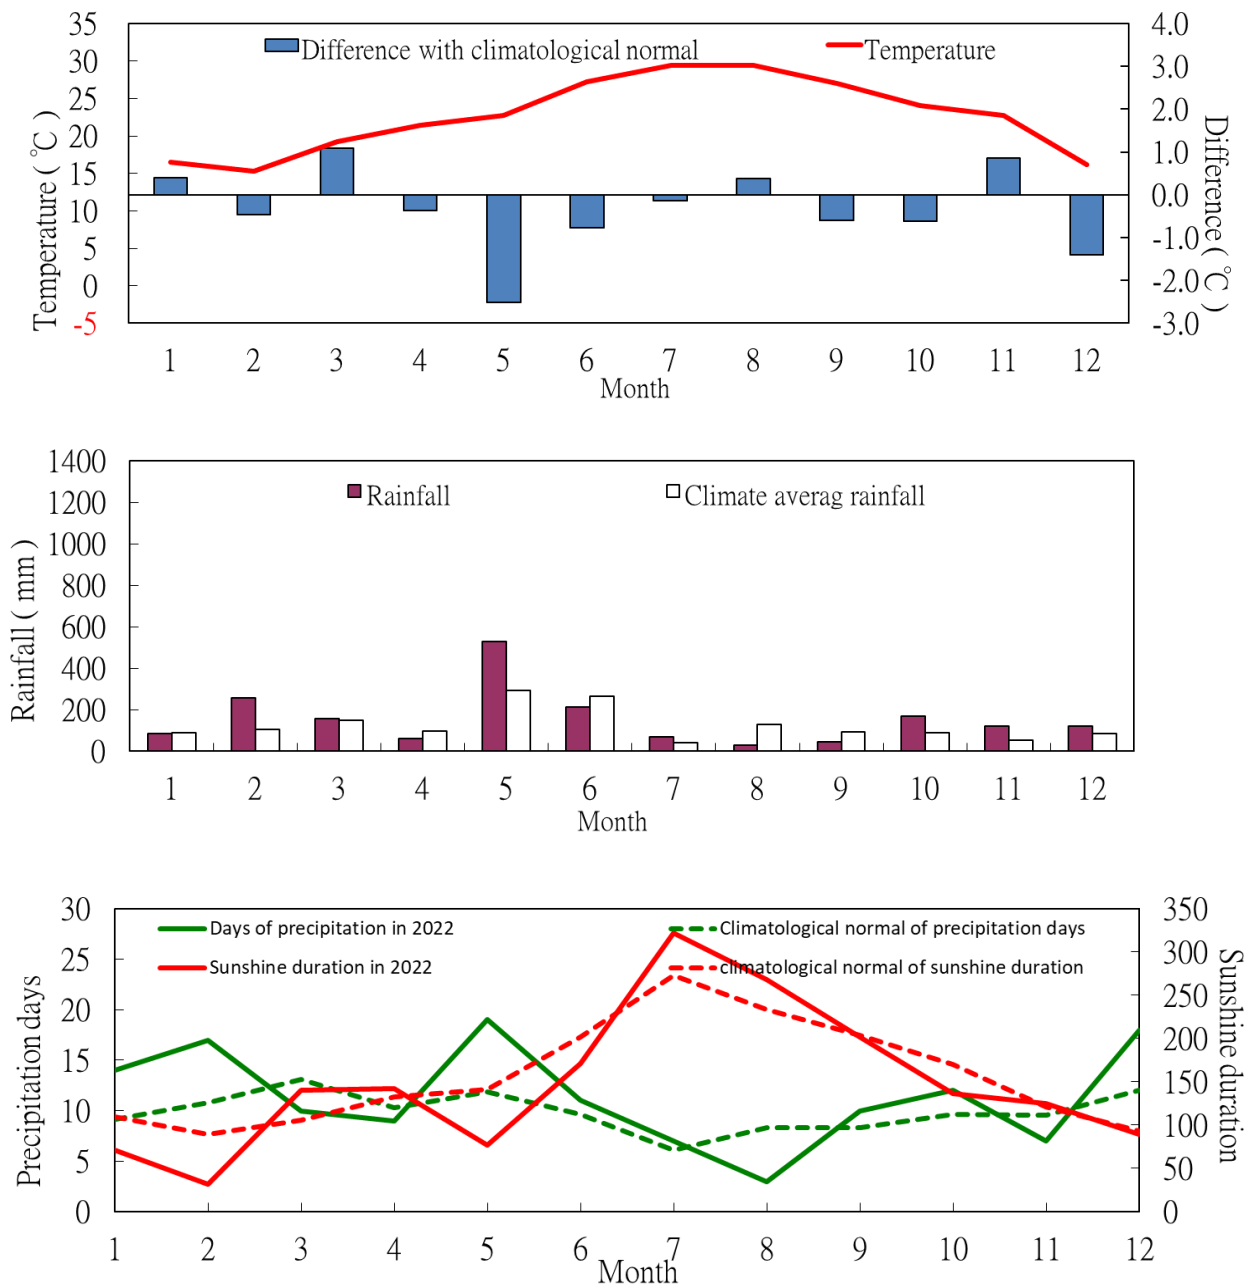 Difference with climatological normal
Temperature
Temperature ( ℃ )
35
30
25
20
15
10
5
0
-5
4.0
3.0
2.0
1.0
0.0
-1.0
-2.0
-3.0
Difference ( ℃ )
1 2 3 4 5 6 7 8 9 10 11 12
Month
Rainfall
Climate averag rainfall
Rainfall ( mm )
1400
1200
1000
800
600
400
200
0
1 2 3 4 5 6 7 8 9 10 11 12
Month
Days of precipitation in 2022
Climatological normal of precipitation days
Sunshine duration in 2022
climatological normal of sunshine duration
Precipitation days
30
25
20
15
10
5
0
350
300
250
200
150
100
50
0
Sunshine duration
1 2 3 4 5 6 7 8 9 10 11 12
Month